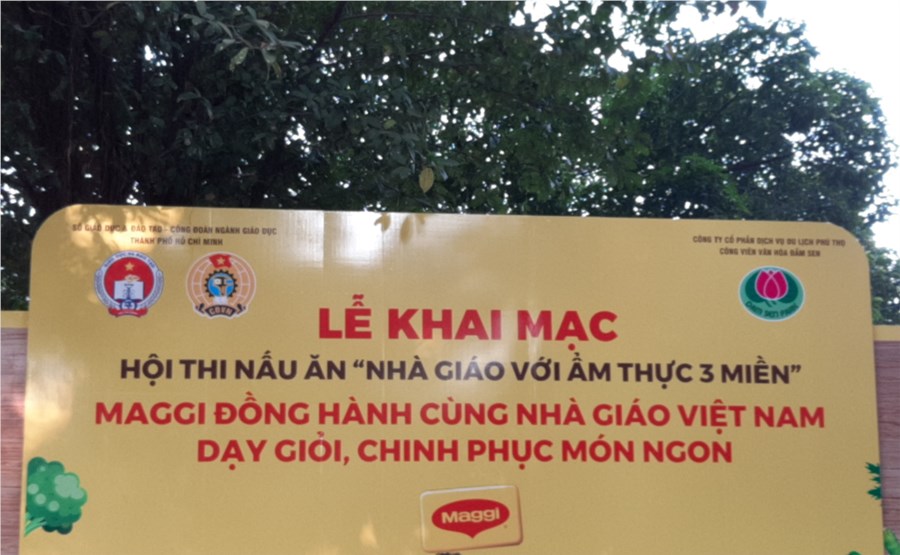 SỞ GIÁO DỤC & ĐÀO TẠO - CÔNG ĐOÀN NGÀNH GIÁO DỤC
THÀNH PHỐ HỒ CHÍ MINH
CÔNG TY CỔ PHẦN DỊCH VỤ DU LỊCH PHÚ THỌ
CÔNG VIÊN VĂN HÓA ĐẦM SEN
LỄ KHAI MẠC
HỘI THI NẤU ĂN “NHÀ GIÁO VỚI ẨM THỰC 3 MIỀN”
MAGGI ĐỒNG HÀNH CÙNG NHÀ GIÁO VIỆT NAM
DẠY GIỎI, CHINH PHỤC MÓN NGON
Maggi